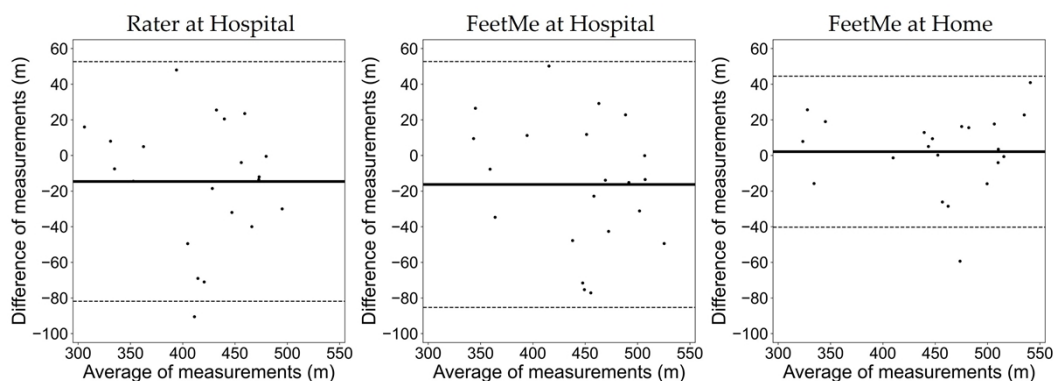 Rater at Hospital
60
40
20
0
−20
−40
−60
−80
−100
Difference of measurements (m)
300 350 400 450 500 550
Average of measurements (m)
FeetMe at Hospital
60
40
20
0
−20
−40
−60
−80
−100
Difference of measurements (m)
300 350 400 450 500 550
Average of measurements (m)
FeetMe at Home
60
40
20
0
−20
−40
−60
−80
−100
Difference of measurements (m)
300 350 400 450 500 550
Average of measurements (m)